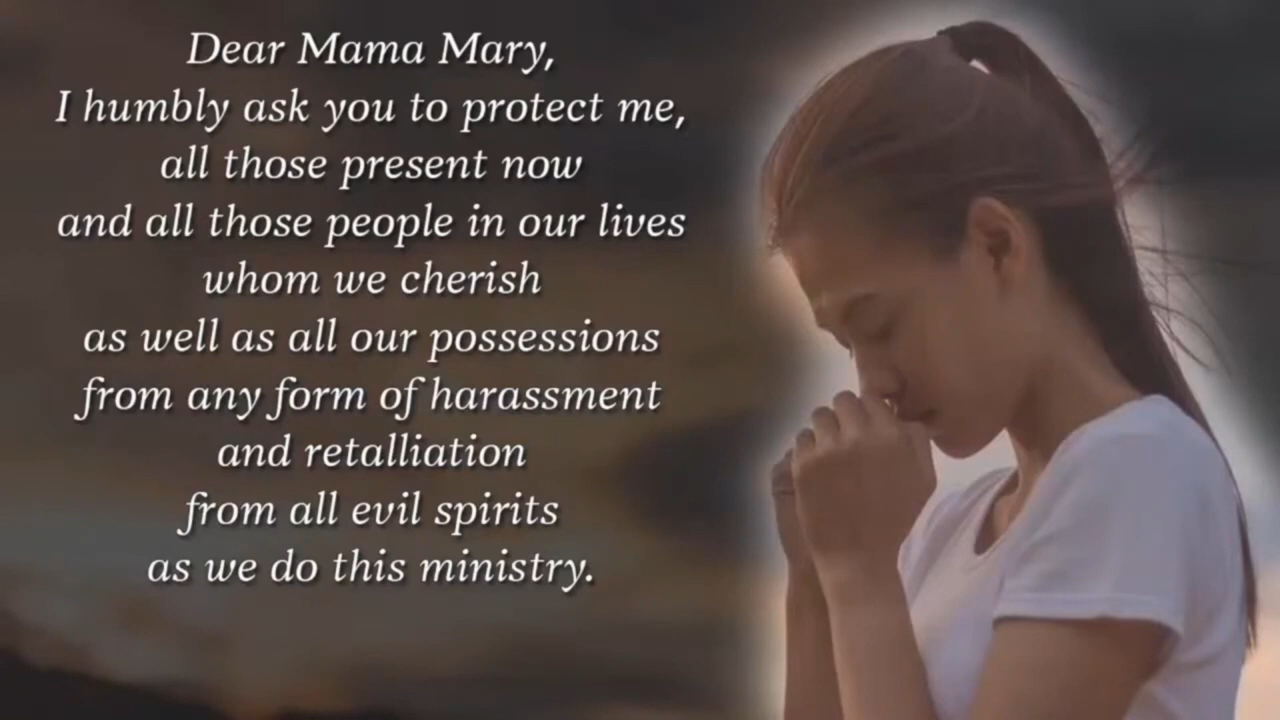 Dear Mama Mary,
I humbly ask you to protect me,
all those present now
and all those people in our lives
whom we cherish
as well as all our possessions
from any form of harassment
and retalliation
from all evil spirits
as we do this ministry.